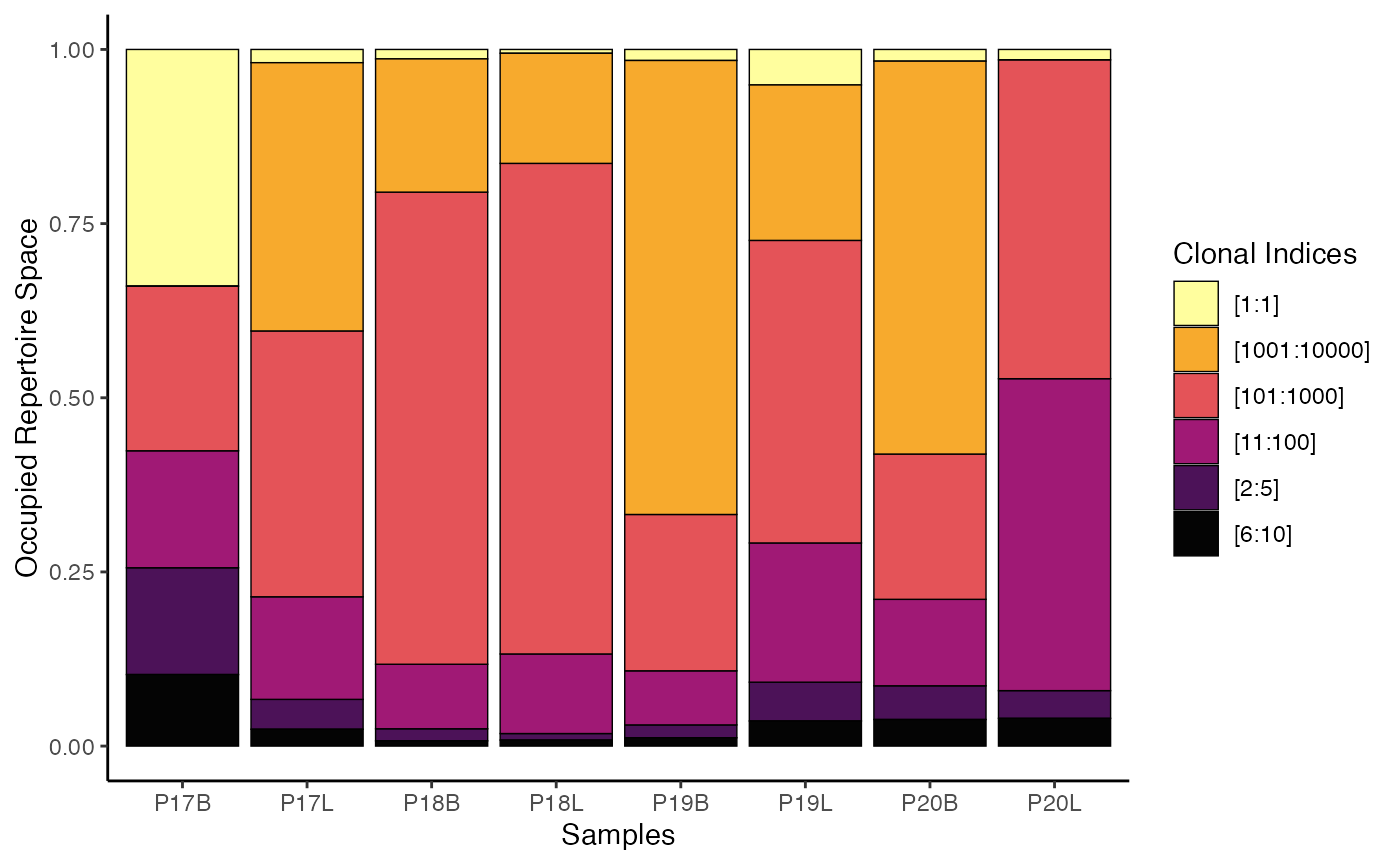 Occupied Repertoire Space
1.00
0.75
0.50
0.25
0.00
P17B P17L P18B P18L P19B P19L P20B P20L
Samples
Clonal Indices
[1:1]
[1001:10000]
[101:1000]
[11:100]
[2:5]
[6:10]